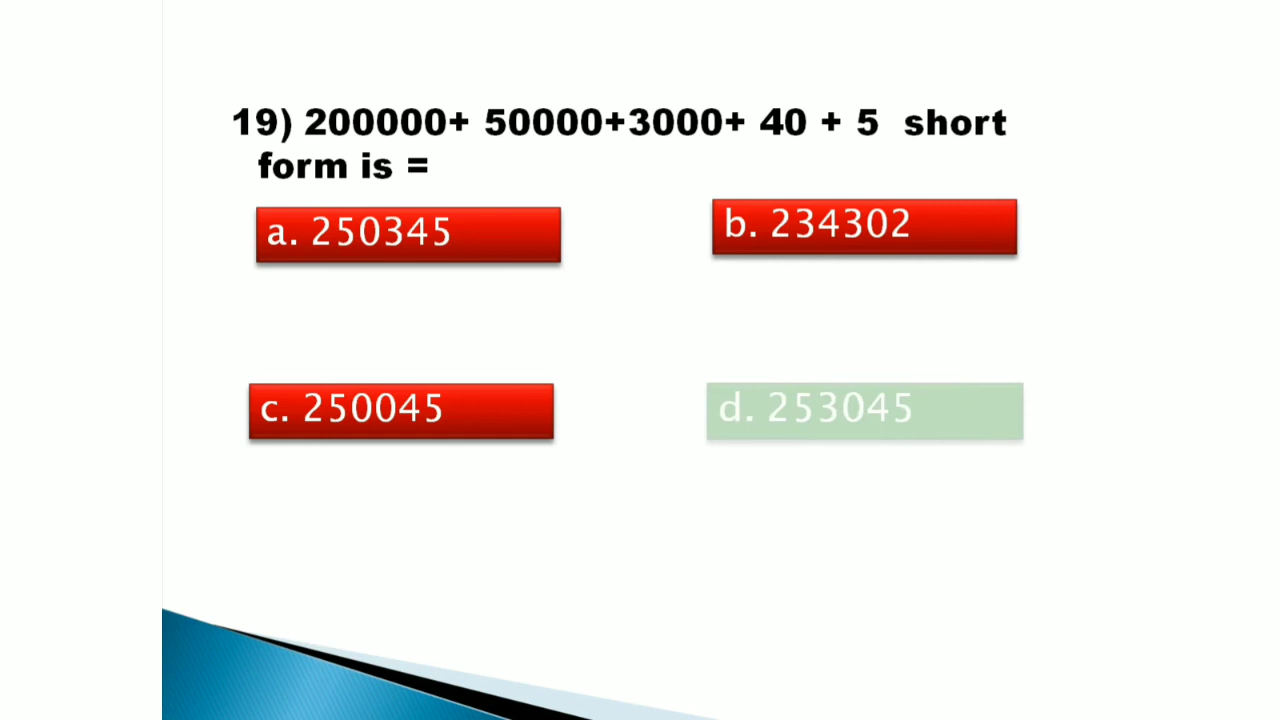 19) 200000+ 50000+3000+ 40 + 5  short
form is =
a. 250345
b. 234302
c. 250045
d. 253045